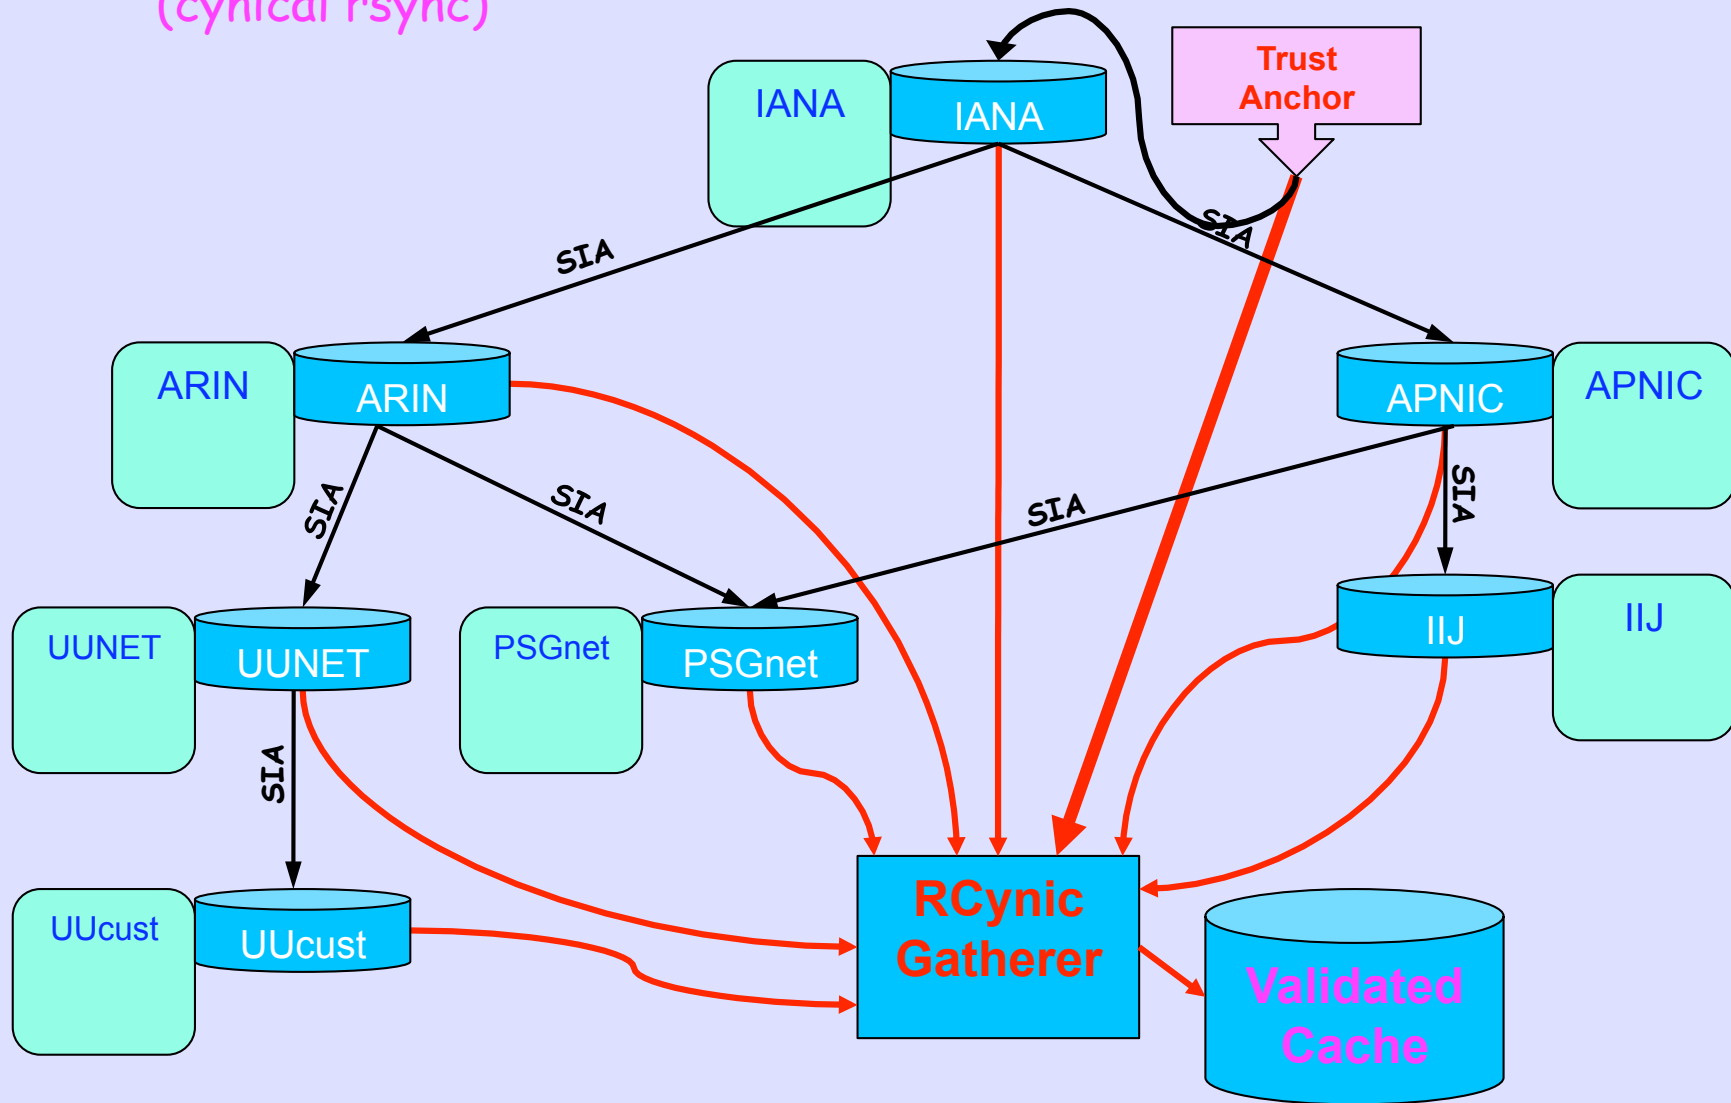 (cynical rsync)
Trust
Anchor
IANA
IANA
SIA
SIA
ARIN
ARIN
APNIC
APNIC
SIA
SIA
SIA
SIA
UUNET
UUNET
PSGnet
PSGnet
IIJ
IIJ
SIA
UUcust
UUcust
RCynic
Gatherer
Validated
Cache